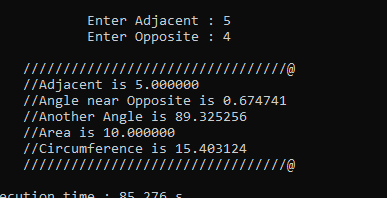 Enter Adjacent : 5
Enter Opposite : 4
/////////////////////////////////@
//Adjacent is 5.000000
//Angle near Opposite is 0.674741
//Another Angle is 89.325256
//Area is 10.000000
//Circumference is 15.403124
/////////////////////////////////@
ecution time : 85.276 s